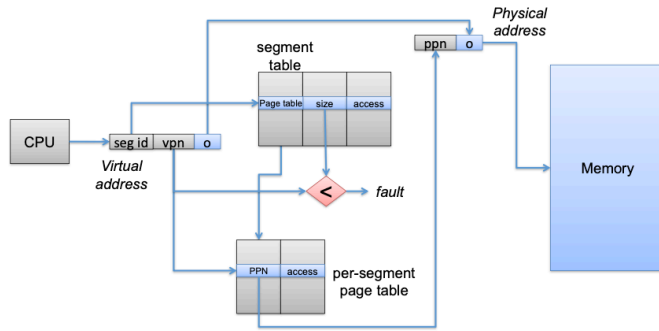 Physical
address
ppn o
segment
table
Page table size access
CPU
seg id vpn o
Virtual
address
Memory
< fault
PPN access
per-segment
page table